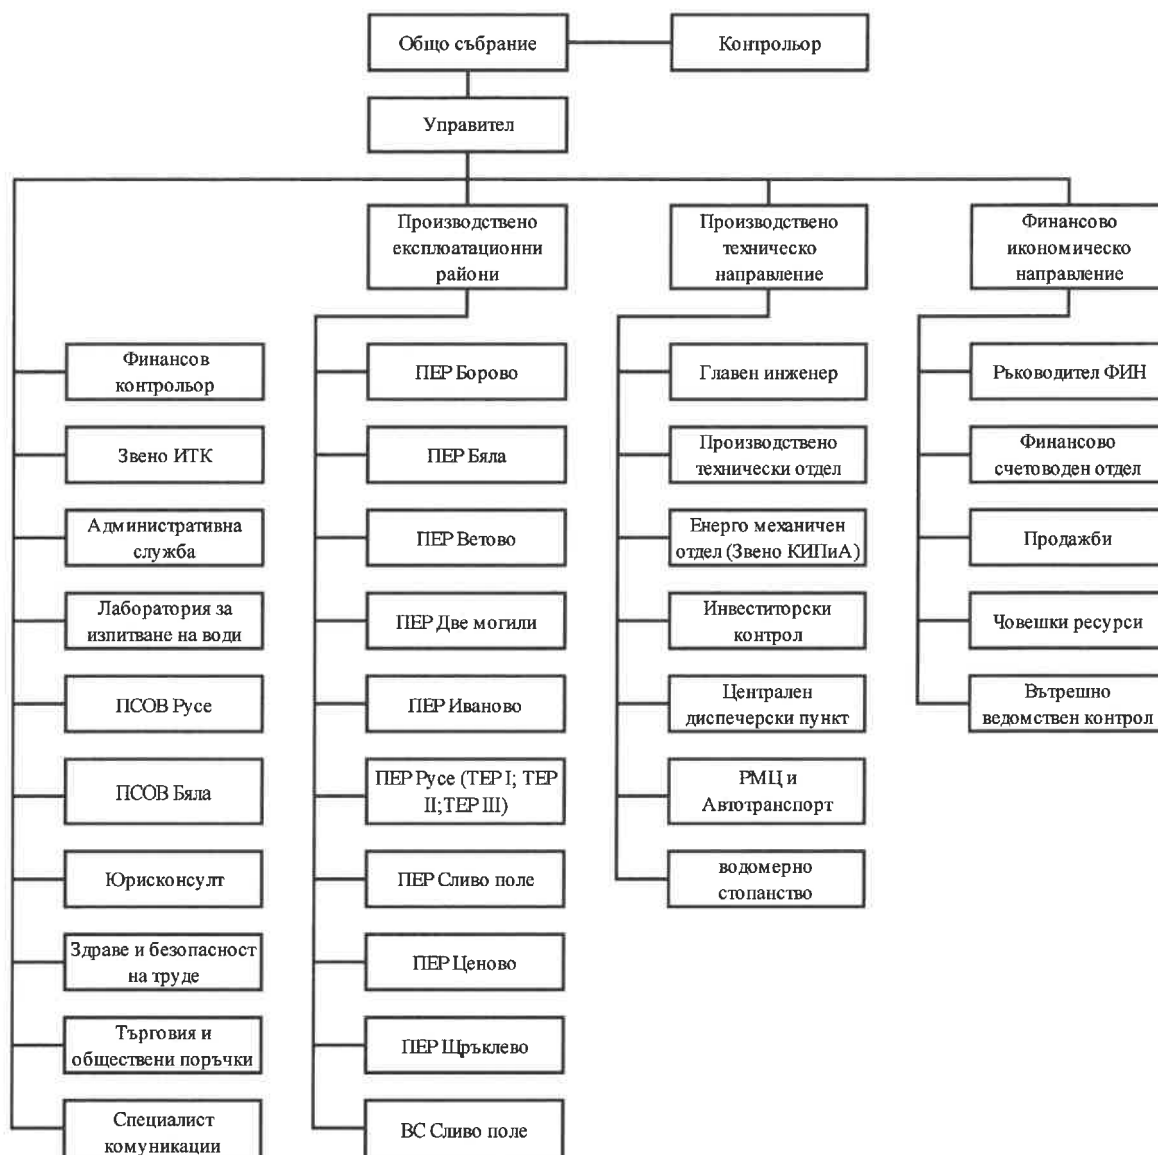 Общо събрание
Контрольор
Управител
Производствено
експлоатационни
райони
Производствено
техническо
направление
Финансово
икономическо
направление
Финансов
контрольор
Звено ИТК
Административна
служба
Лаборатория за
изпитване на води
ПСОВ Русе
ПСОВ Бяла
Юрисконсулт
Здраве и безопасност
на труде
Търговия и
обществени поръчки
Специалист
комуникации
ПЕР Борово
ПЕР Бяла
ПЕР Ветово
ПЕР Две могили
ПЕР Иваново
ПЕР Русе (ТЕР I; ТЕР
II;ТЕР III)
ПЕР Сливо поле
ПЕР Ценово
ПЕР Щръклево
ВС Сливо поле
Главен инженер
Производствено
технически отдел
Енерго механичен
отдел (Звено КИПиА)
Инвеститорски
контрол
Централен
диспечерски пункт
РМЦ и
Автотранспорт
водомерно
стопанство
Ръководител ФИН
Финансово
счетоводен отдел
Продажби
Човешки ресурси
Вътрешно
ведомствен контрол